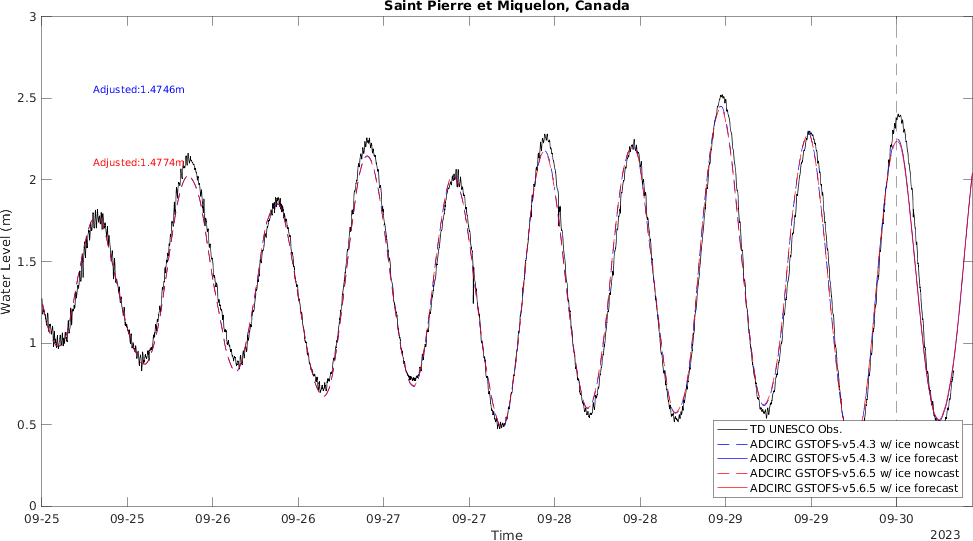 Saint Pierre et Miquelon, Canada
Water Level (m)
3
2.5
2
1.5
1
0.5
0
Adjusted:1.4746m
Adjusted:1.4774m
TD UNESCO Obs.
ADCIRC GSTOFS-v5.4.3 w/ ice nowcast
ADCIRC GSTOFS-v5.4.3 w/ ice forecast
ADCIRC GSTOFS-v5.6.5 w/ ice nowcast
ADCIRC GSTOFS-v5.6.5 w/ ice forecast
09-25 09-25 09-26 09-26 09-27 09-27 09-28 09-28 09-29 09-29 09-30
Time
2023